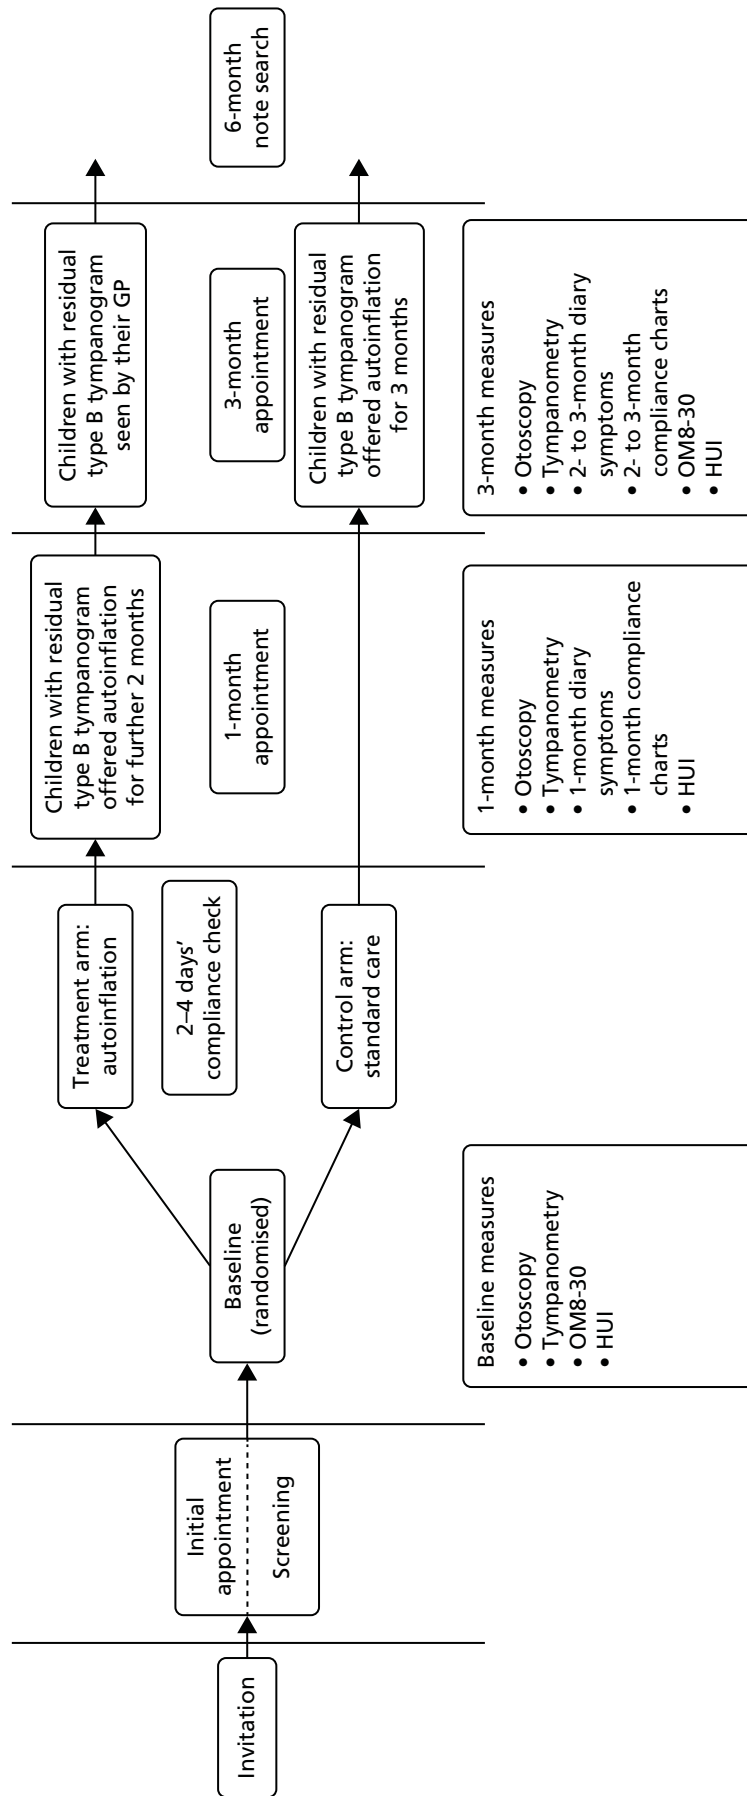 Invitation
Initial
appointment
Screening
Baseline
(randomised)
Treatment arm:
autoinflation
2–4 days’
compliance check
Control arm:
standard care
Children with residual
type B tympanogram
offered autoinflation
for further 2 months
1-month
appointment
Children with residual
type B tympanogram
seen by their GP
3-month
appointment
Children with residual
type B tympanogram
offered autoinflation
for 3 months
6-month
note search
Baseline measures
• Otoscopy
• Tympanometry
• OM8-30
• HUI
1-month measures
• Otoscopy
• Tympanometry
• 1-month diary
symptoms
• 1-month compliance
charts
• HUI
3-month measures
• Otoscopy
• Tympanometry
• 2- to 3-month diary
symptoms
• 2- to 3-month
compliance charts
• OM8-30
• HUI